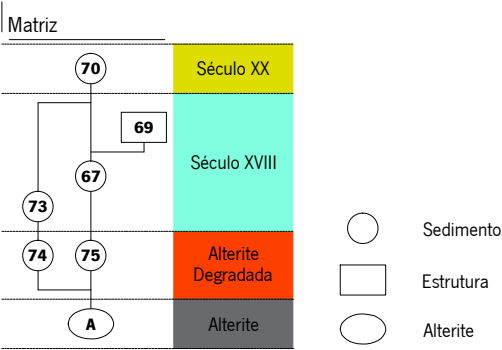 Matriz
70
Século XX
69
67
Século XVIII
73
74
75
Alterite
Degradada
A
Alterite
Sedimento
Estrutura
Alterite